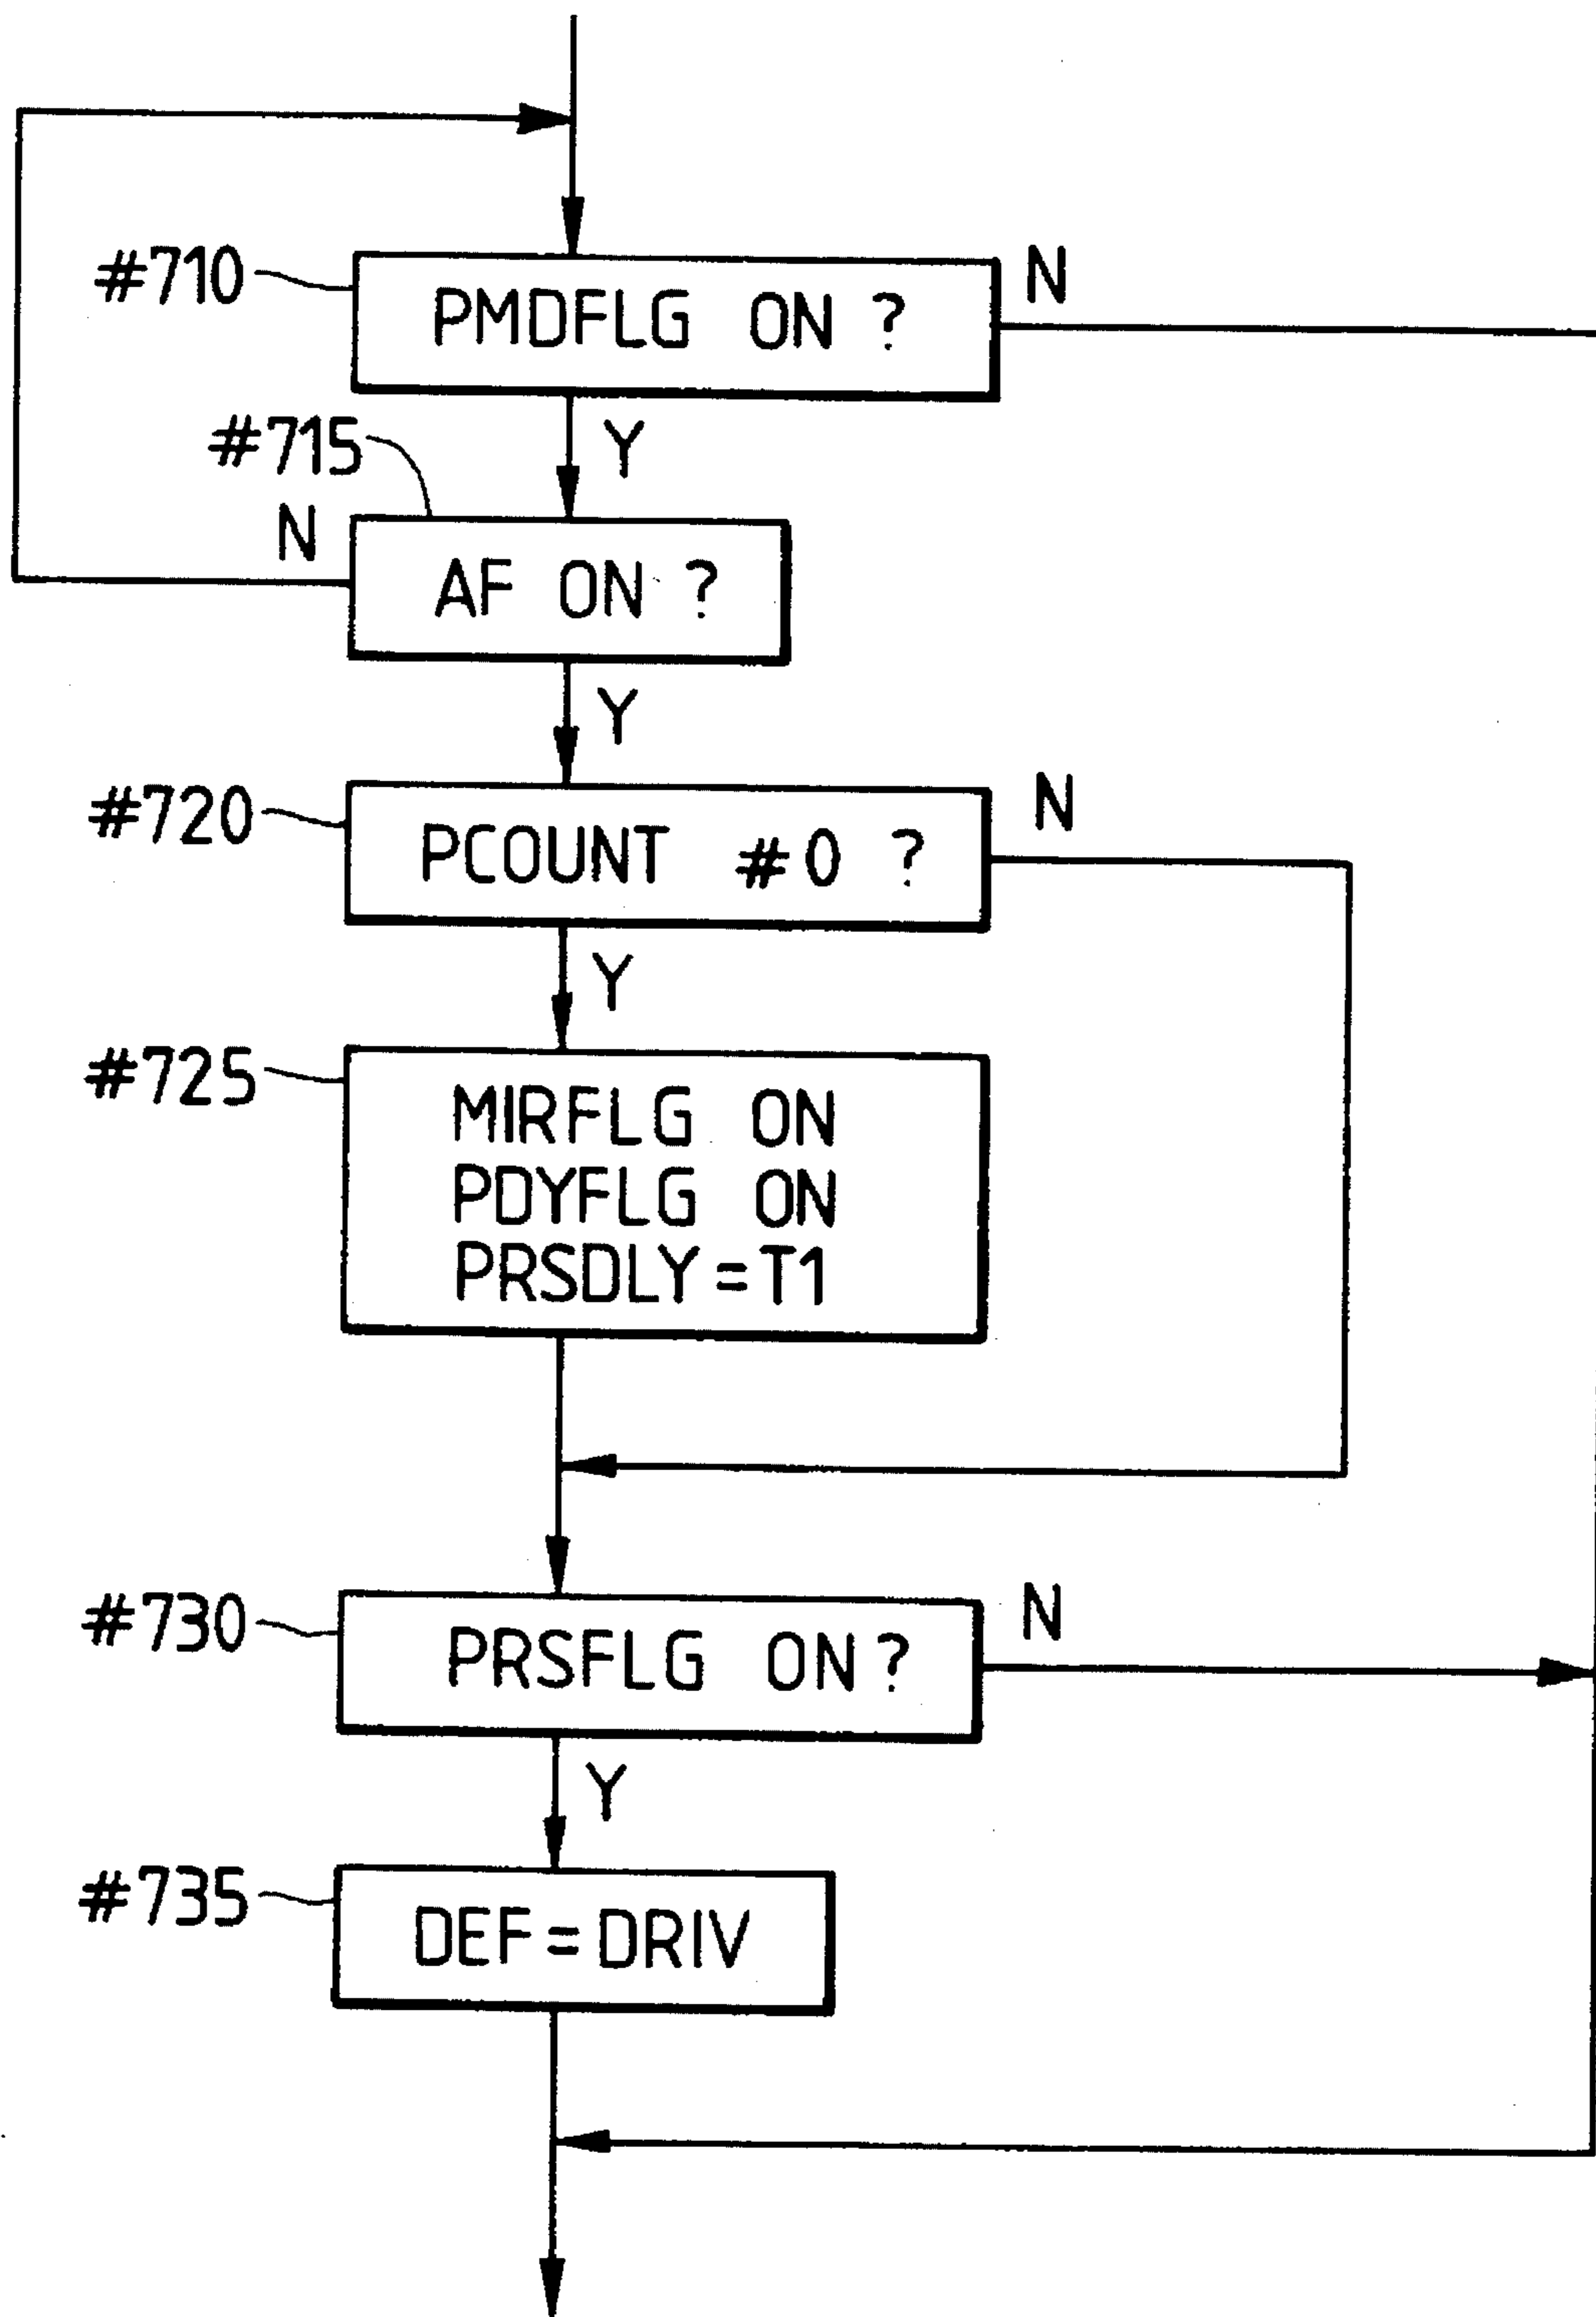 #710
PMDFLG ON ?
N
Y
#715
N
AF ON ?
Y
#720
PCOUNT #0 ?
N
Y
#725
MIRFLG ON
PDYFLG ON
PRSDLY=T1
#730
PRSFLG ON?
N
Y
#735
DEF=DRIV